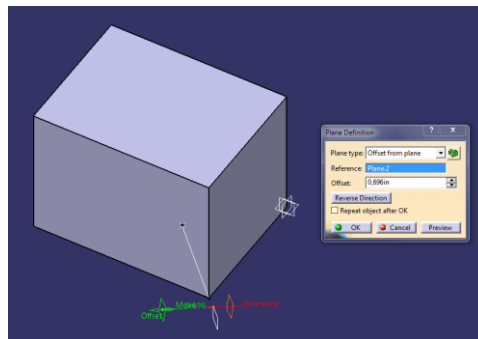 Plane Definition
? X
Plane type: Offset from plane
Reference: Plane.2
Offset: 0,696in
Reverse Direction
Repeat object after OK
OK Cancel Preview
Reference
Offset